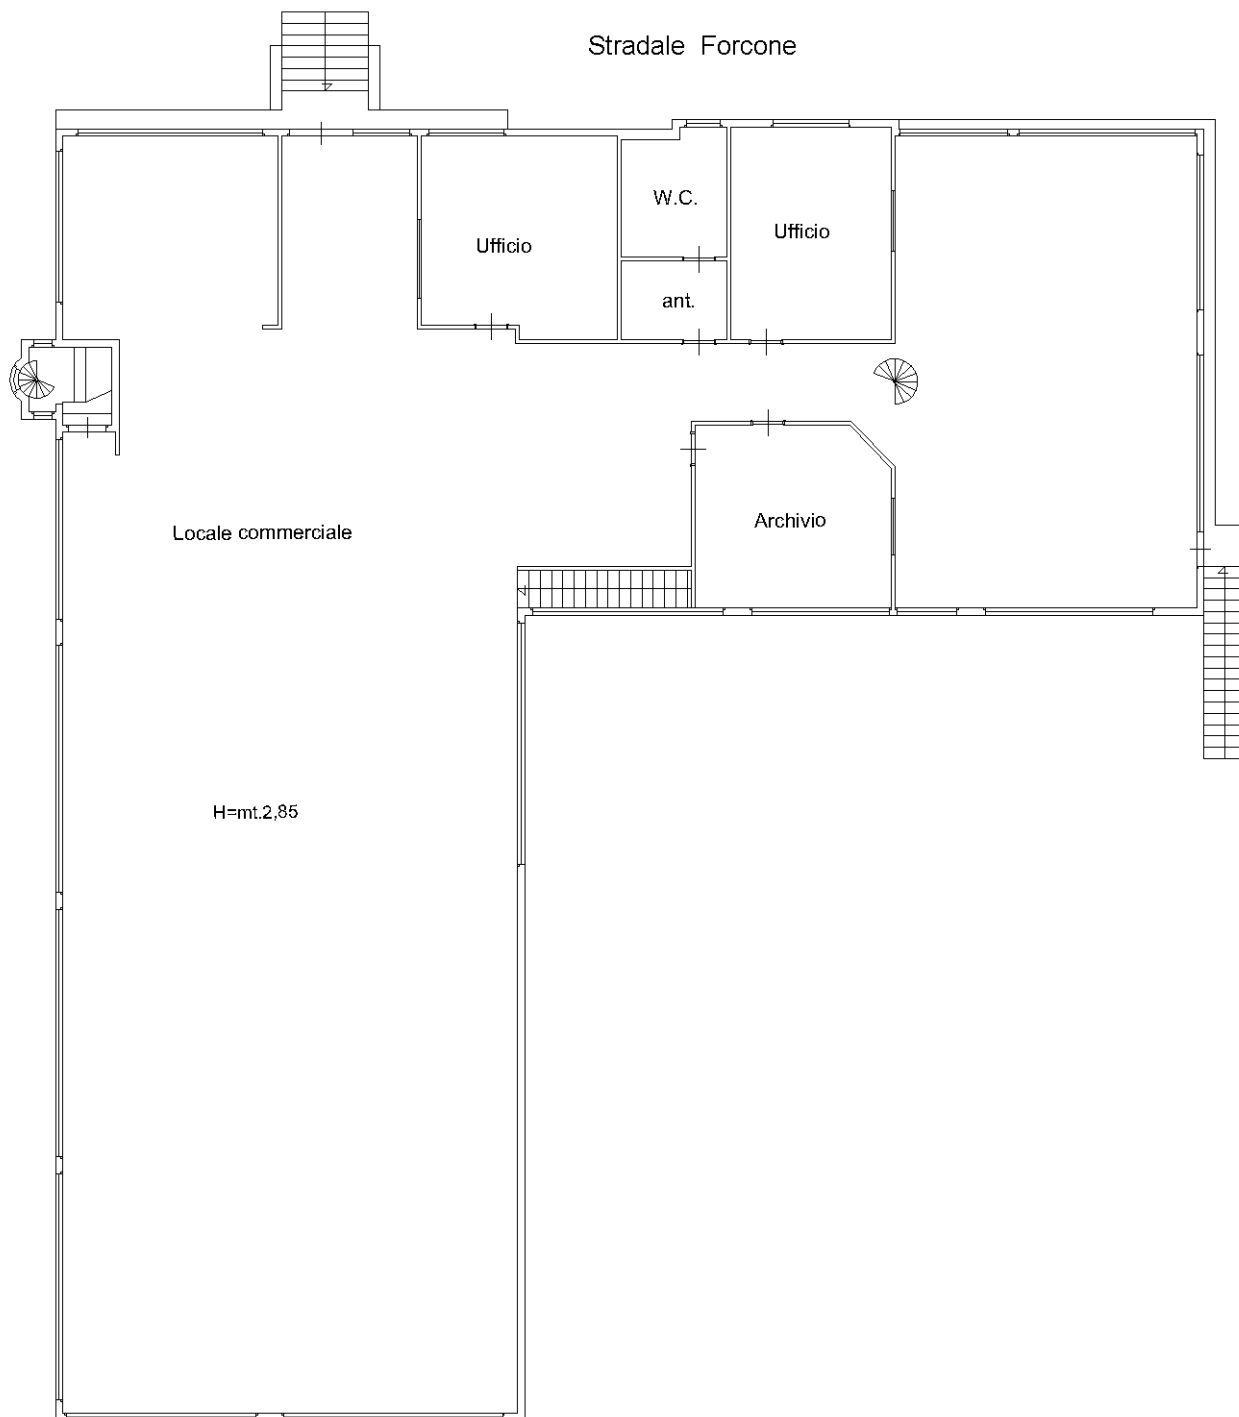 Stradale Forcone
W.C.
Ufficio
Ufficio
ant.
Archivio
Locale commerciale
H=mt.2,85